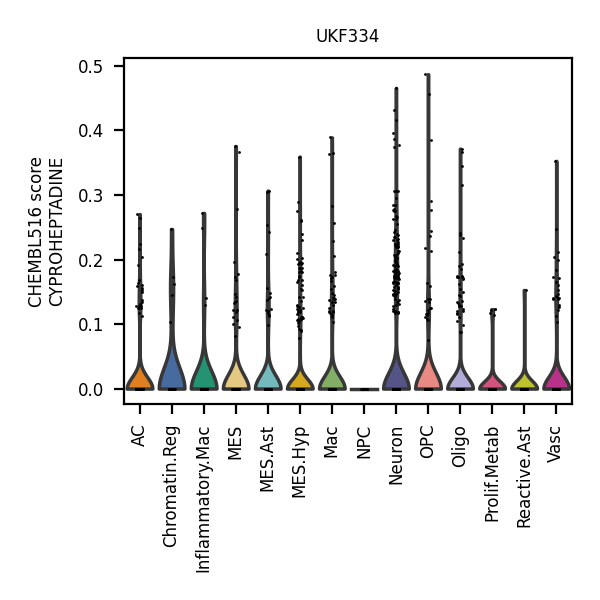 UKF334
CHEMBL516 score
CYPROHEPTADINE
0.5
0.4
0.3
0.2
0.1
0.0
AC
Chromatin.Reg
Inflammatory.Mac
MES
MES.Ast
MES.Hyp
Mac
NPC
Neuron
OPC
Oligo
Prolif.Metab
Reactive.Ast
Vasc